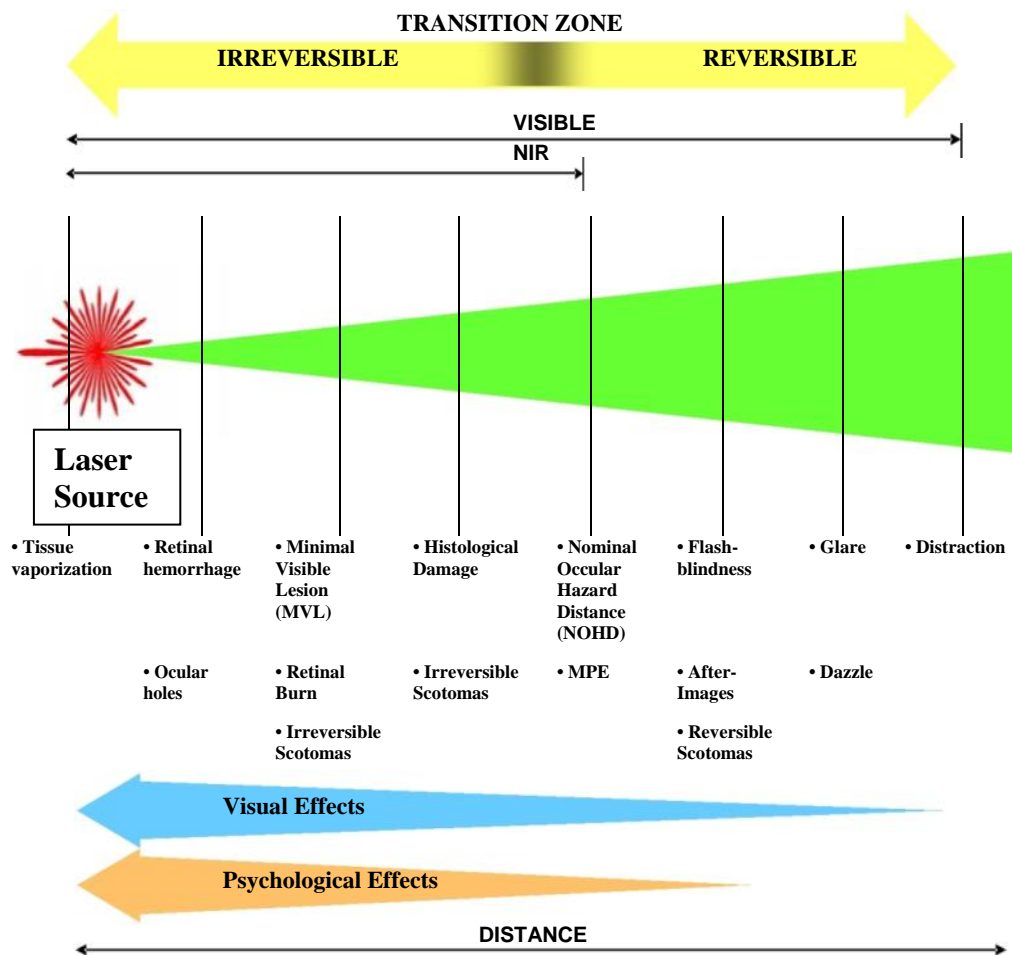 TRANSITION ZONE
IRREVERSIBLE
REVERSIBLE
VISIBLE
NIR
Laser
Source
• Tissue
vaporization
• Retinal
hemorrhage
• Minimal
Visible
Lesion
(MVL)
• Histological
Damage
• Nominal
Occular
Hazard
Distance
(NOHD)
• Flash-
blindness
• Glare
• Distraction
• Ocular
holes
• Retinal
Burn
• Irreversible
Scotomas
• MPE
• After-
Images
• Dazzle
• Irreversible
Scotomas
• Reversible
Scotomas
Visual Effects
Psychological Effects
DISTANCE